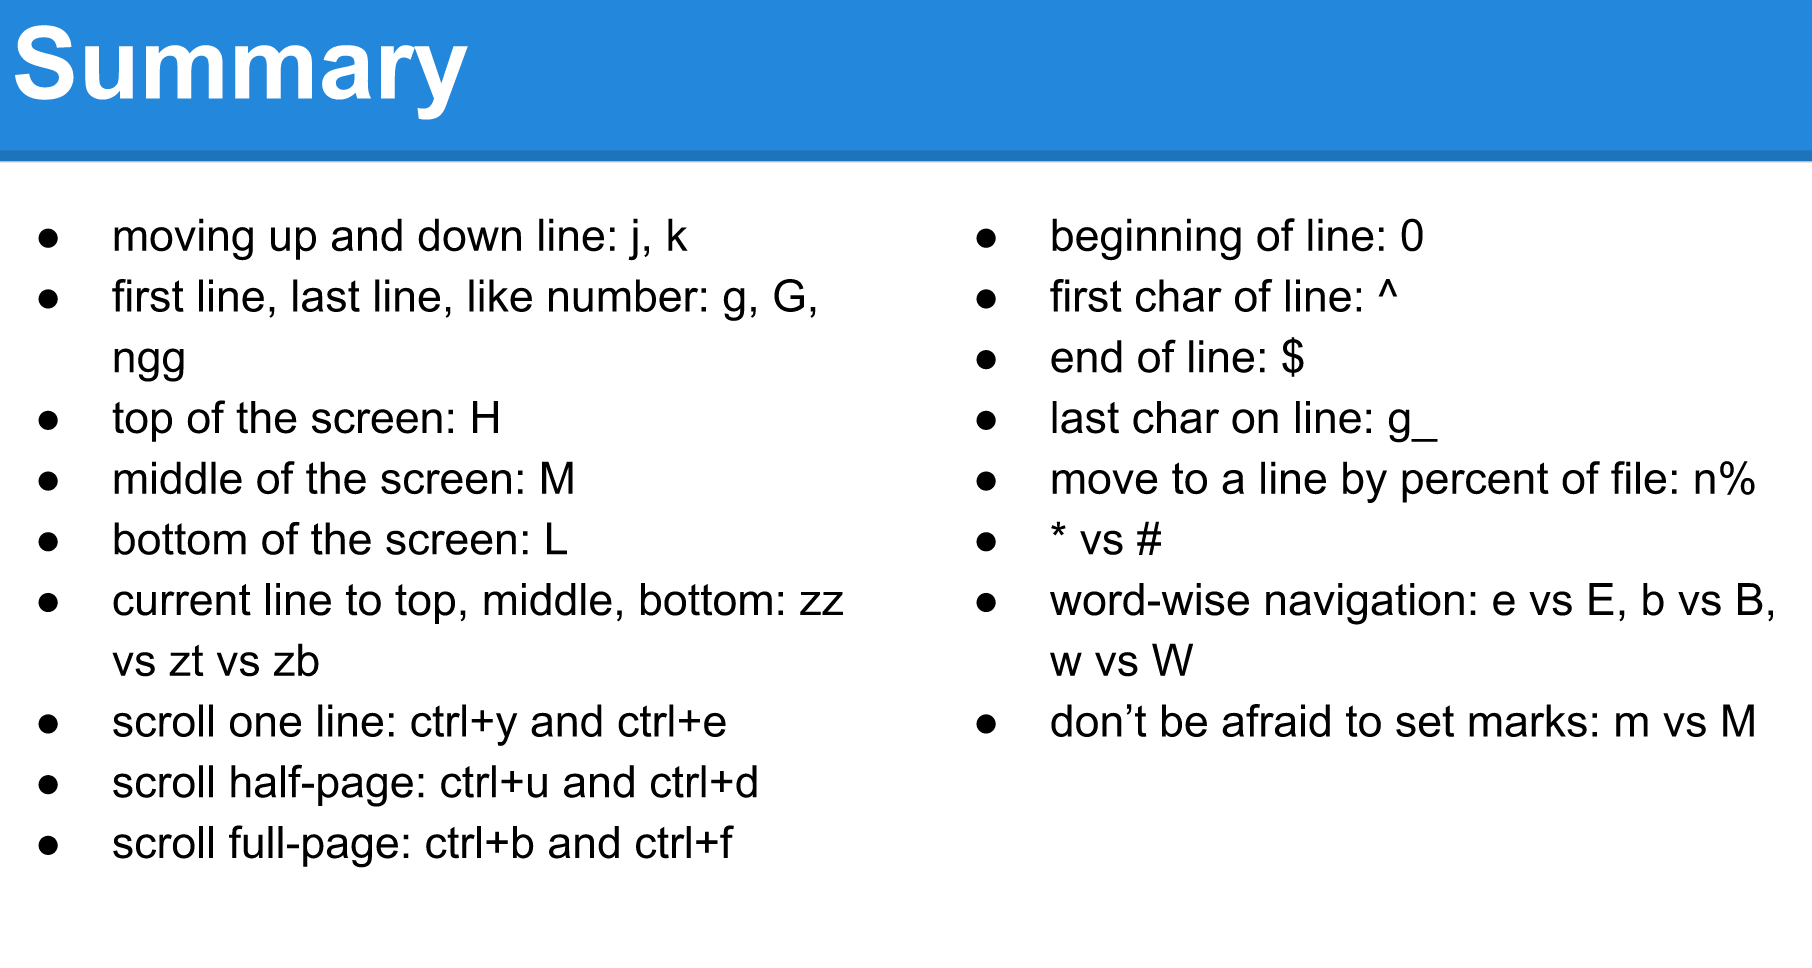 Summary
● moving up and down line: j, k
● first line, last line, like number: g, G,
ngg
● top of the screen: H
● middle of the screen: M
● bottom of the screen: L
● current line to top, middle, bottom: zz
vs zt vs zb
● scroll one line: ctrl+y and ctrl+e
● scroll half-page: ctrl+u and ctrl+d
● scroll full-page: ctrl+b and ctrl+f
● beginning of line: 0
● first char of line: ^
● end of line: $
● last char on line: g_
● move to a line by percent of file: n%
● * vs #
● word-wise navigation: e vs E, b vs B,
w vs W
● don’t be afraid to set marks: m vs M